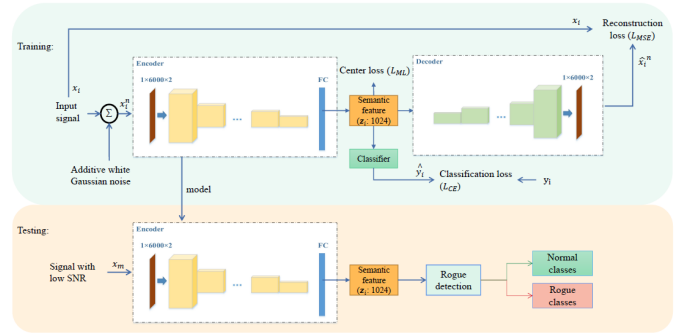 Training:
x_i
x_i
Reconstruction
loss (L_MSE)
x̂_i^n
Encoder
1×6000×2
FC
Center loss (L_ML)
Decoder
1×6000×2
x_i
Input
signal
Σ
x_i^n
...
Semantic
feature
(z_i: 1024)
...
Classifier
Additive white
Gaussian noise
ŷ_i
Classification loss
(L_CE)
y_i
model
Testing:
Encoder
1×6000×2
FC
Signal with
low SNR
x_m
...
Semantic
feature
(z_i: 1024)
Rogue
detection
Normal
classes
Rogue
classes